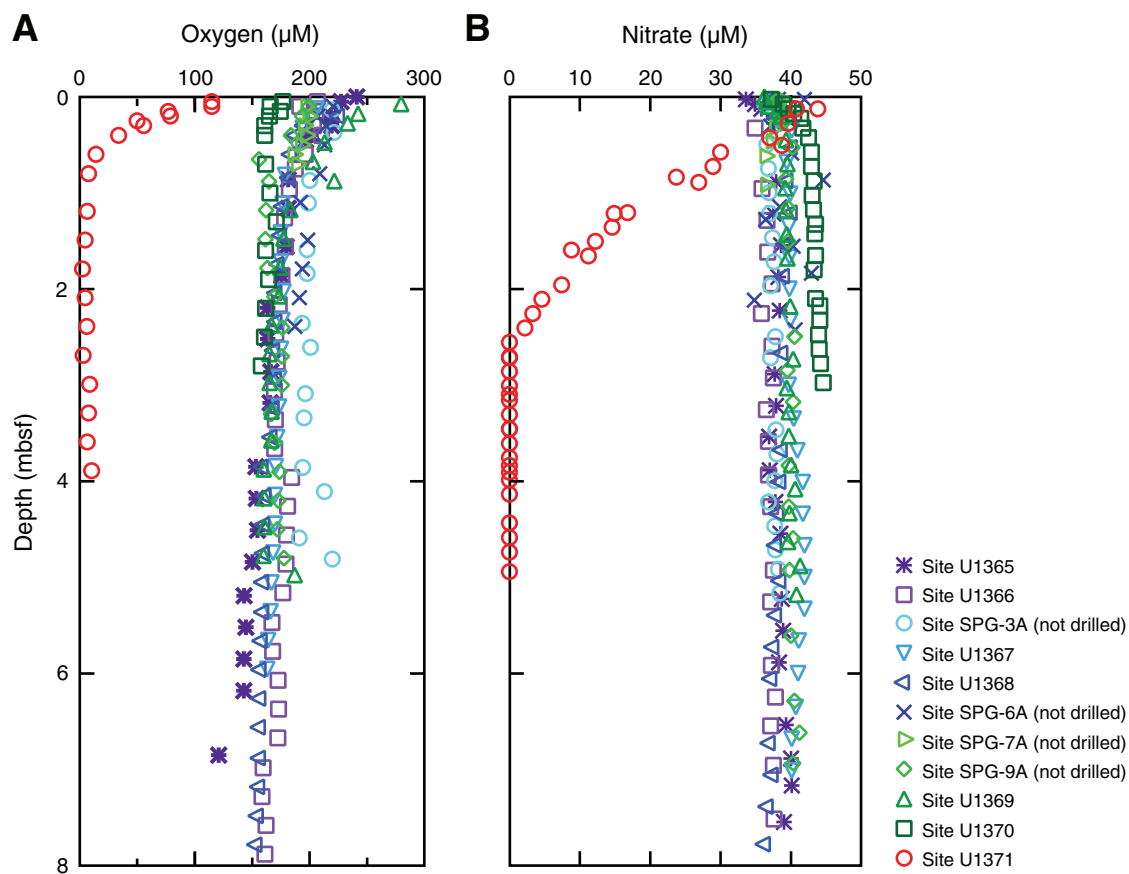 A
Oxygen (µM)
B
Nitrate (µM)
0 100 200 300
0 10 20 30 40 50
0
2
4
6
8
Depth (mbsf)
Site U1365
Site U1366
Site SPG-3A (not drilled)
Site U1367
Site U1368
Site SPG-6A (not drilled)
Site SPG-7A (not drilled)
Site SPG-9A (not drilled)
Site U1369
Site U1370
Site U1371